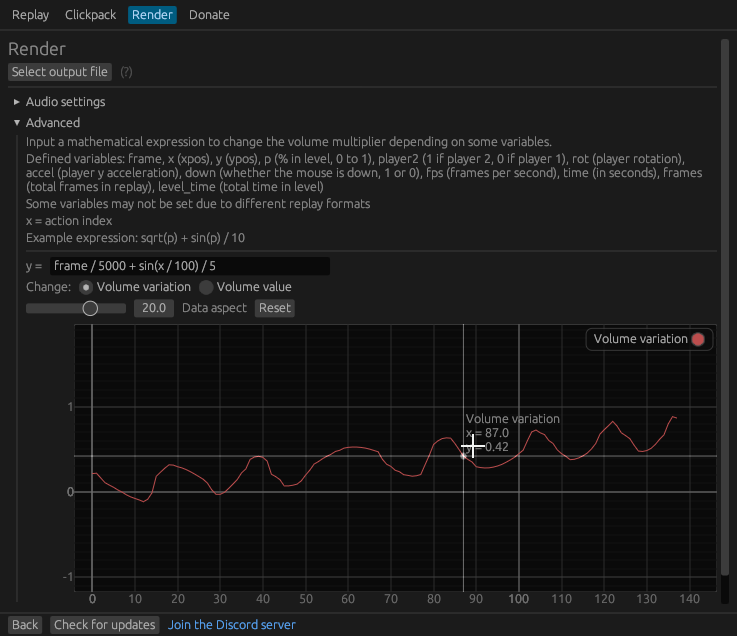 Replay Clickpack Render Donate
Render
Select output file (?)
Audio settings
Advanced
Input a mathematical expression to change the volume multiplier depending on some variables.
Defined variables: frame, x (xpos), y (ypos), p (% in level, 0 to 1), player2 (1 if player 2, 0 if player 1), rot (player rotation),
accel (player y acceleration), down (whether the mouse is down, 1 or 0), fps (frames per second), time (in seconds), frames
(total frames in replay), level_time (total time in level)
Some variables may not be set due to different replay formats
x = action index
Example expression: sqrt(p) + sin(p) / 10
y = frame / 5000 + sin(x / 100) / 5
Change: Volume variation Volume value
20.0 Data aspect Reset
Volume variation
1
Volume variation
x = 87.0
y = 0.42
0
-1
0 10 20 30 40 50 60 70 80 90 100 110 120 130 140
Back Check for updates Join the Discord server